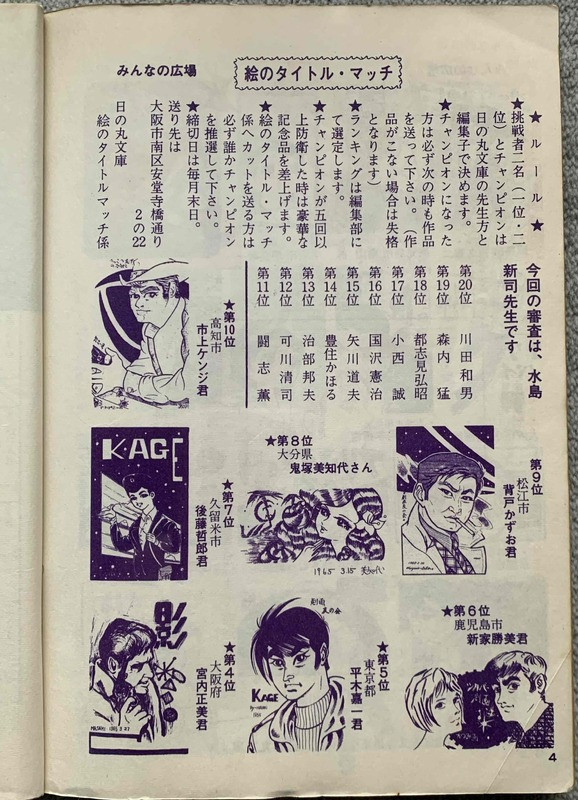 みんなの広場
絵のタイトル・マッチ
★ルール★
★挑戦者二名(一位・二
位)とチャンピオンは
日の丸文庫の先生方と
編集子で決めます。
★チャンピオンになった
方は必ず次の時も作品
を送って下さい。(作
品がこない場合は失格
となります)
★ランキングは編集部に
て選定します。
★チャンピオンが五回以
上防衛した時は豪華な
記念品を差上げます。
★絵のタイトル・マッチ
係へカットを送る方は
必ず誰かチャンピオン
を推選して下さい。
★締切日は毎月末日。
送り先は
大阪市南区安堂寺橋通り
2の22
日の丸文庫
絵のタイトルマッチ係
今回の審査は、水島
新司先生です
第20位 川田和男
第19位 森内猛
第18位 都志見弘昭
第17位 小西誠
第16位 国沢憲治
第15位 矢川道夫
第14位 豊住かほる
第13位 治部邦夫
第12位 可川清司
第11位 闘志薫
★第10位
高知市
市上ケンジ君
第9位
松江市
背戸かずお君
★第8位
大分県
鬼塚美知代さん
1965 3.15
★第7位
久留米市
後藤哲郎君
KAGE
★第6位
鹿児島市
新家勝美君
★第5位
東京都
平木嘉一君
KAGE
★第4位
大阪府
宮内正美君
影
4